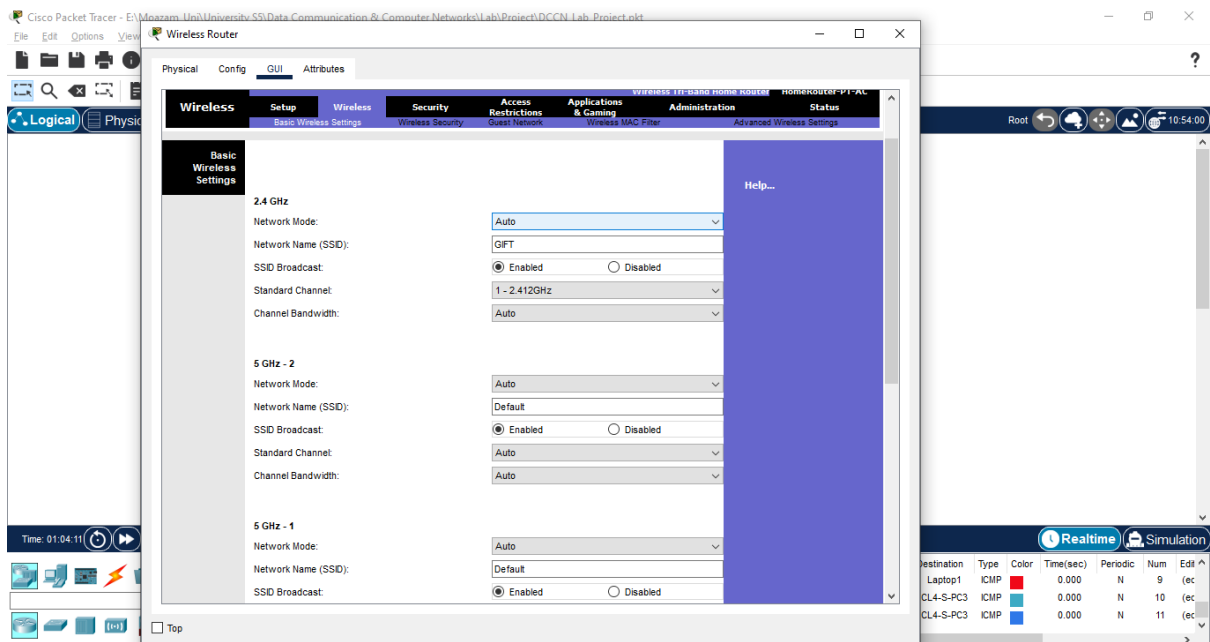 Cisco Packet Tracer - E:\Moazam_Uni\University S5\Data Communication & Computer Networks\Lab\Project\DCCN_Lab_Project.pkt
File Edit Options View
Wireless Router
Physical Config GUI Attributes
Logical Physic
Root 10:54:00
Wireless Tri-Band Home Router HomeRouter-PT-AC
Wireless Setup Wireless Security Access Restrictions Applications & Gaming Administration Status
Basic Wireless Settings Wireless Security Guest Network Wireless MAC Filter Advanced Wireless Settings
Basic
Wireless
Settings
Help...
2.4 GHz
Network Mode: Auto
Network Name (SSID): GIFT
SSID Broadcast: Enabled Disabled
Standard Channel: 1 - 2.412GHz
Channel Bandwidth: Auto
5 GHz - 2
Network Mode: Auto
Network Name (SSID): Default
SSID Broadcast: Enabled Disabled
Standard Channel: Auto
Channel Bandwidth: Auto
5 GHz - 1
Network Mode: Auto
Network Name (SSID): Default
SSID Broadcast: Enabled Disabled
Top
Time: 01:04:11
Realtime Simulation
Destination Type Color Time(sec) Periodic Num Edit
Laptop1 ICMP 0.000 N 9 (ec
CL4-S-PC3 ICMP 0.000 N 10 (ec
CL4-S-PC3 ICMP 0.000 N 11 (ec